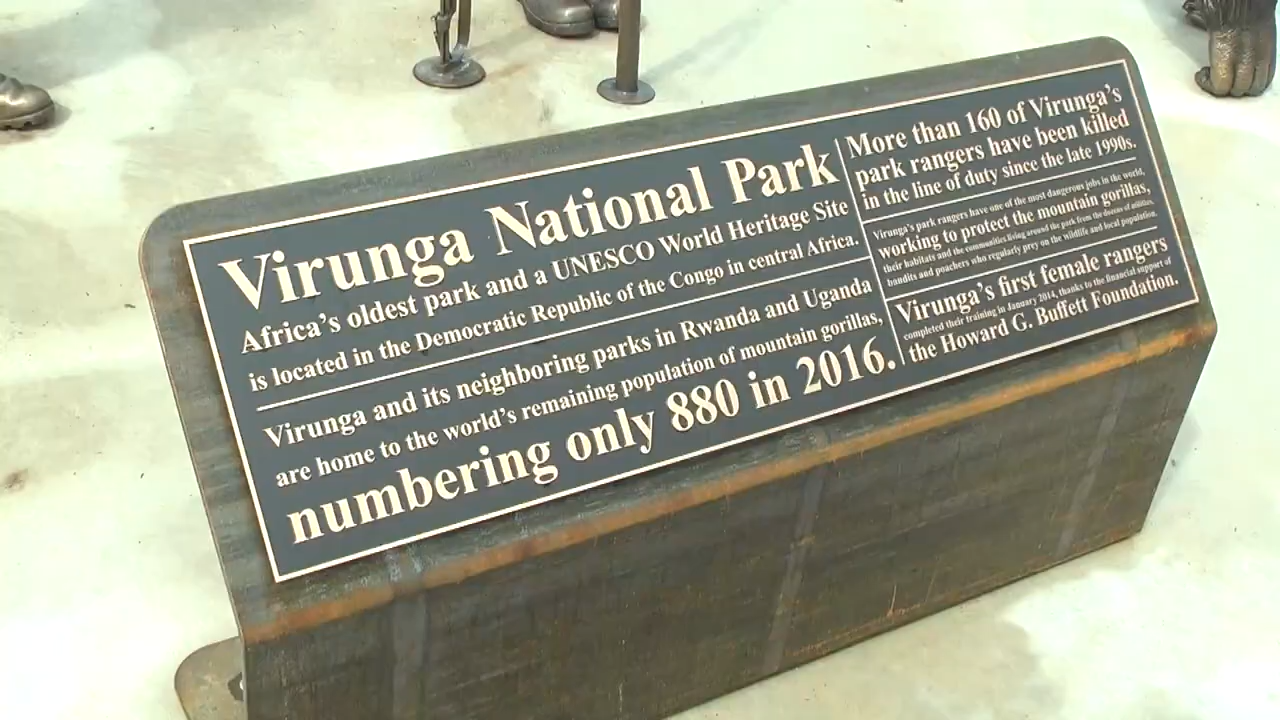 Virunga National Park
Africa's oldest park and a UNESCO World Heritage Site
is located in the Democratic Republic of the Congo in central Africa.
Virunga and its neighboring parks in Rwanda and Uganda
are home to the world's remaining population of mountain gorillas,
numbering only 880 in 2016.
More than 160 of Virunga's
park rangers have been killed
in the line of duty since the late 1990s.
Virunga's park rangers have one of the most dangerous jobs in the world,
working to protect the mountain gorillas,
their habitats and the communities living around the park from the dozens of militias,
bandits and poachers who regularly prey on the wildlife and local population.
Virunga's first female rangers
completed their training in January 2014, thanks to the financial support of
the Howard G. Buffett Foundation.